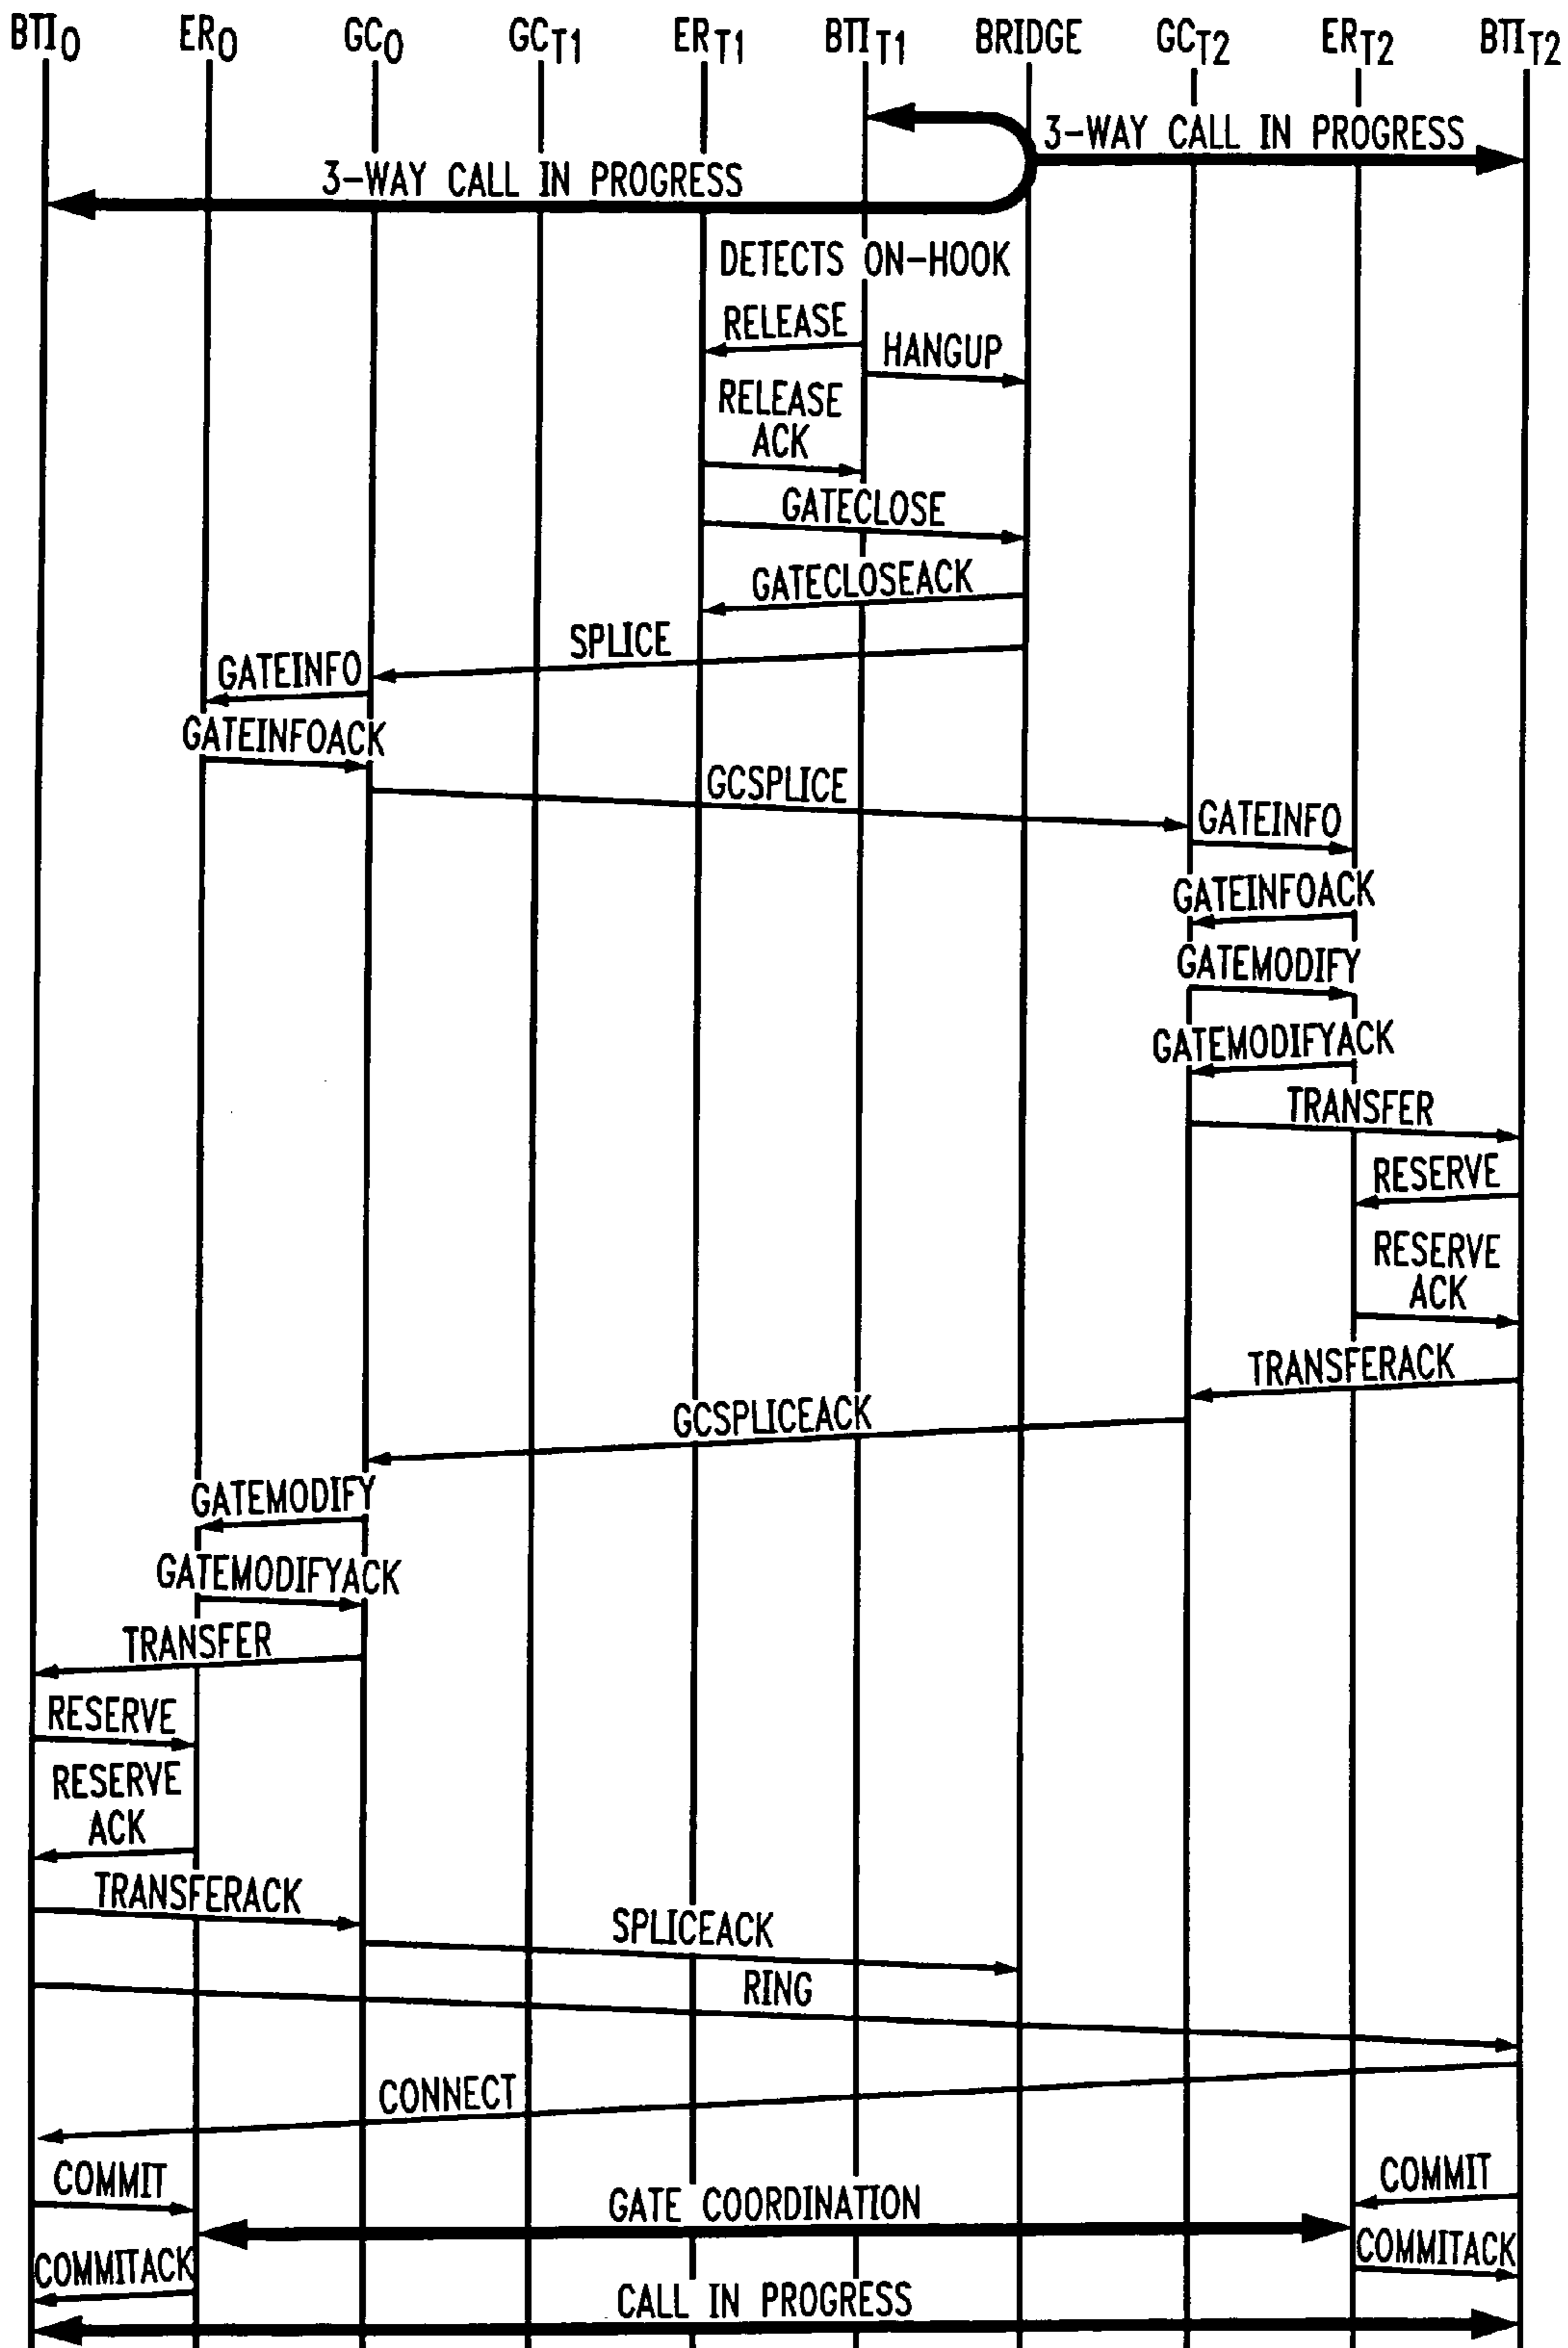 BTI0 ER0 GC0 GCT1 ERT1 BTIT1 BRIDGE GCT2 ERT2 BTIT2
3-WAY CALL IN PROGRESS
3-WAY CALL IN PROGRESS
DETECTS ON-HOOK
RELEASE
HANGUP
RELEASE
ACK
GATECLOSE
GATECLOSEACK
SPLICE
GATEINFO
GATEINFOACK
GCSPLICE
GATEINFO
GATEINFOACK
GATEMODIFY
GATEMODIFYACK
TRANSFER
RESERVE
RESERVE
ACK
TRANSFERACK
GCSPLICEACK
GATEMODIFY
GATEMODIFYACK
TRANSFER
RESERVE
RESERVE
ACK
TRANSFERACK
SPLICEACK
RING
CONNECT
COMMIT
COMMIT
GATE COORDINATION
COMMITACK
COMMITACK
CALL IN PROGRESS